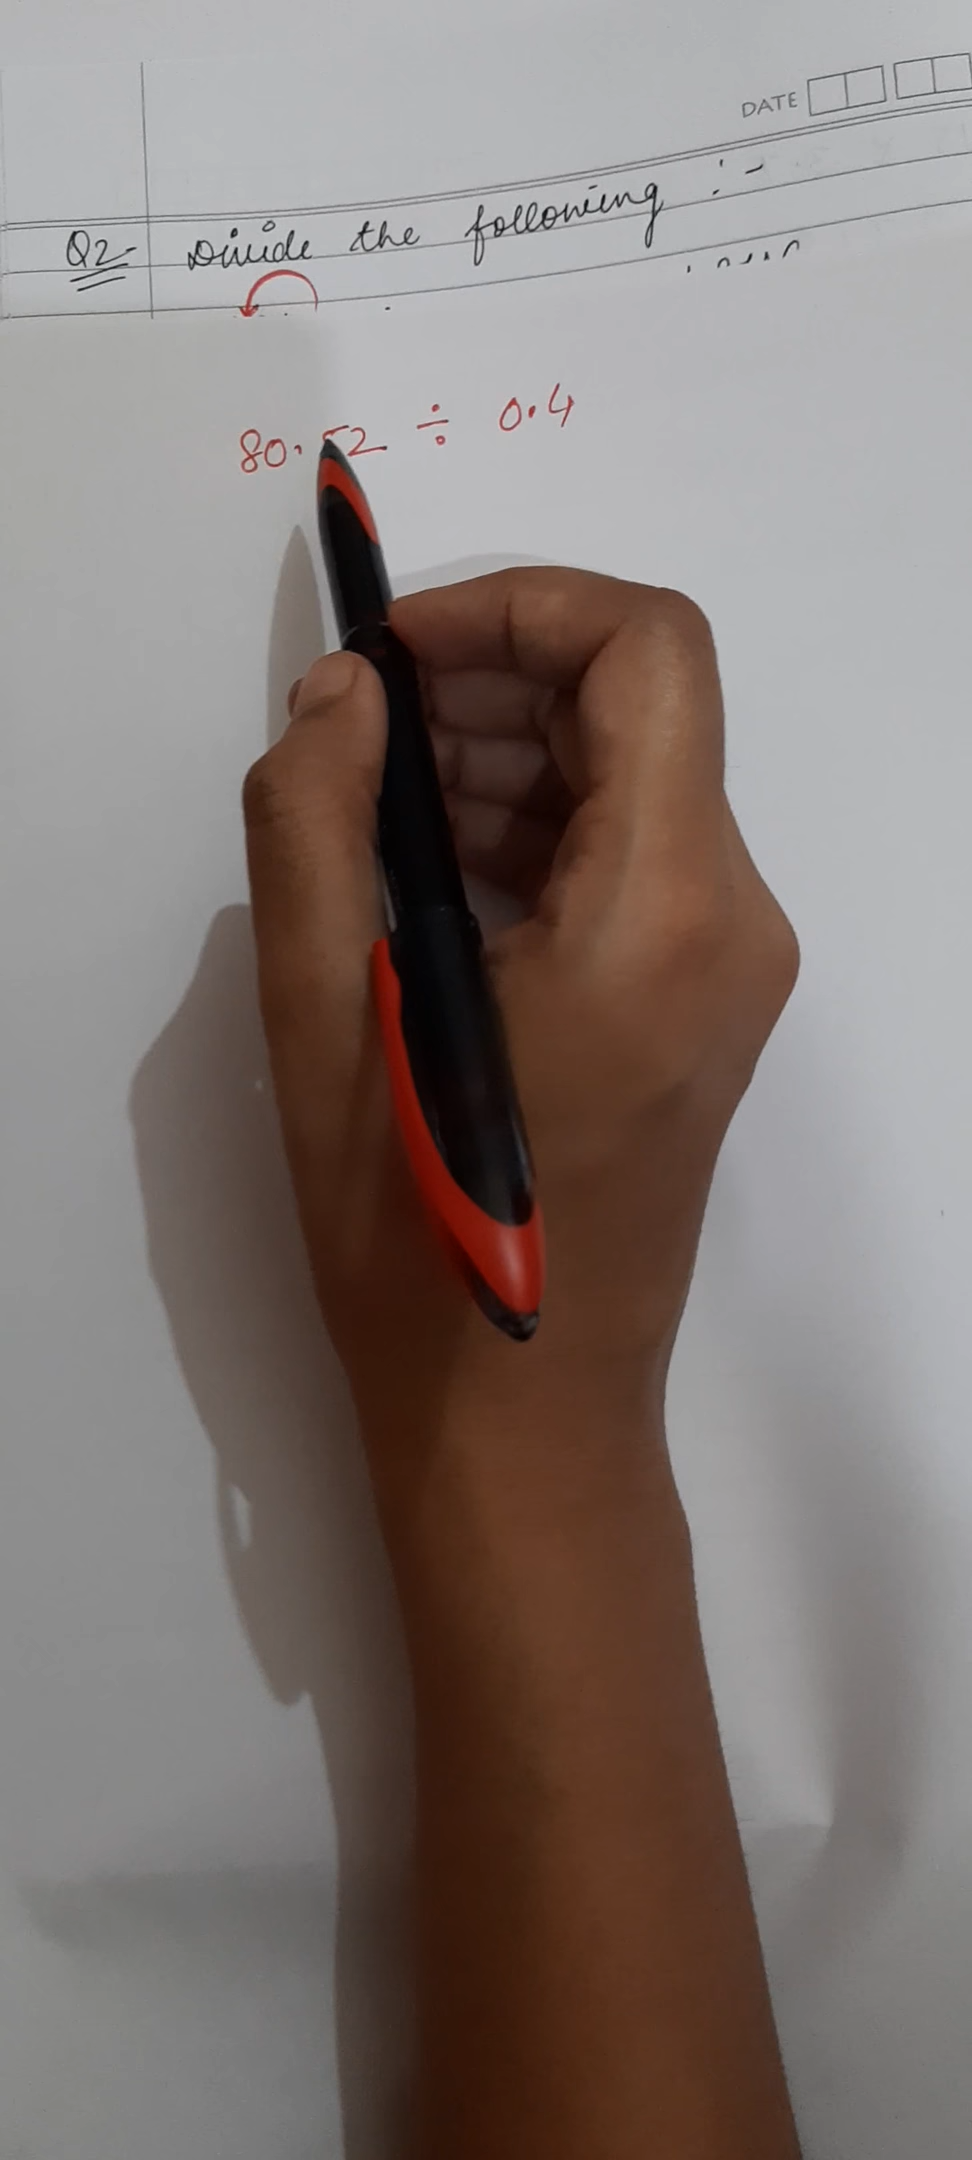 DATE
Q2- Divide the following :-
80.52 ÷ 0.4